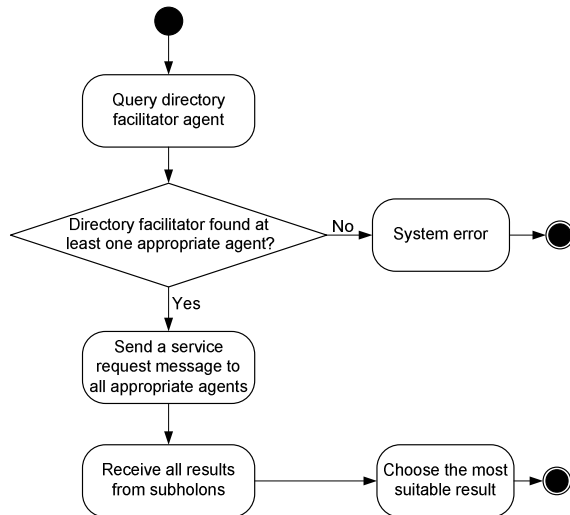 Query directory
facilitator agent
Directory facilitator found at
least one appropriate agent?
No
System error
Yes
Send a service
request message to
all appropriate agents
Receive all results
from subholons
Choose the most
suitable result